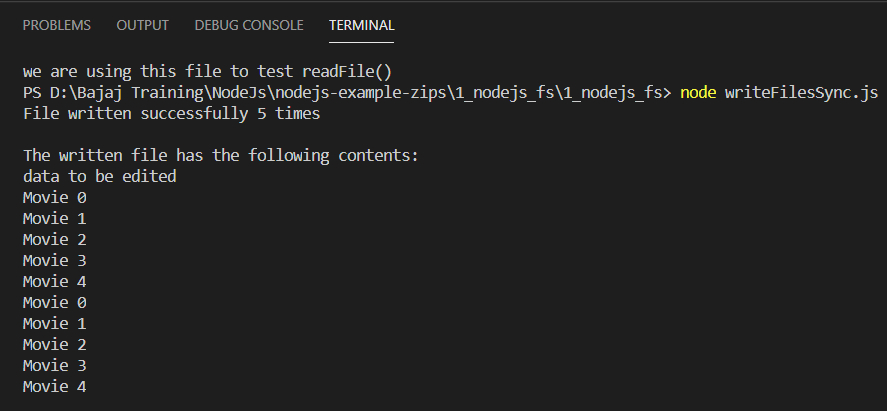 PROBLEMS OUTPUT DEBUG CONSOLE TERMINAL
we are using this file to test readFile()
PS D:\Bajaj Training\NodeJs\nodejs-example-zips\1_nodejs_fs\1_nodejs_fs> node writeFilesSync.js
File written successfully 5 times
The written file has the following contents:
data to be edited
Movie 0
Movie 1
Movie 2
Movie 3
Movie 4
Movie 0
Movie 1
Movie 2
Movie 3
Movie 4